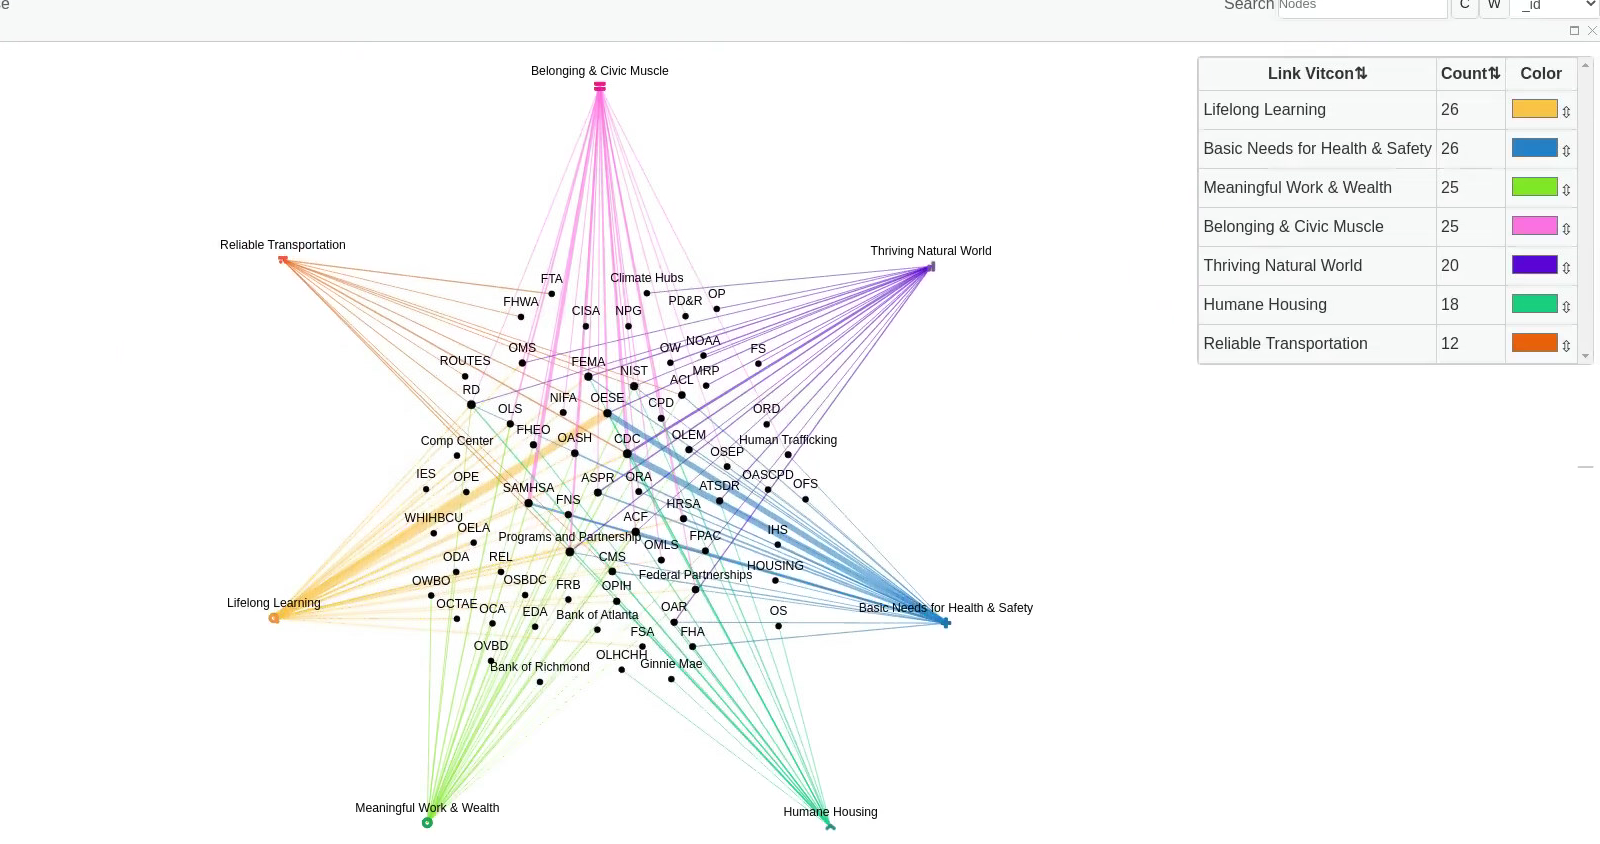 se
Search Nodes C W _id
Belonging & Civic Muscle
Link Vitcon⇅ Count⇅ Color
Lifelong Learning 26
Basic Needs for Health & Safety 26
Meaningful Work & Wealth 25
Belonging & Civic Muscle 25
Thriving Natural World 20
Humane Housing 18
Reliable Transportation 12
Reliable Transportation
Thriving Natural World
FTA
Climate Hubs
FHWA
PD&R
OP
CISA
NPG
OMS
NOAA
OW
FS
ROUTES
FEMA
NIST
MRP
ACL
RD
NIFA
OESE
CPD
OLS
ORD
FHEO
OASH
CDC
OLEM
Human Trafficking
Comp Center
OSEP
IES
OPE
ASPR
ORA
OASCPD
SAMHSA
ATSDR
OFS
FNS
HRSA
WHIHBCU
ACF
OELA
IHS
Programs and Partnership
FPAC
OMLS
ODA
REL
CMS
HOUSING
OWBO
OSBDC
FRB
OPIH
Federal Partnerships
Lifelong Learning
OCTAE
OCA
EDA
Bank of Atlanta
OAR
OS
Basic Needs for Health & Safety
FSA
FHA
OVBD
OLHCHH
Bank of Richmond
Ginnie Mae
Meaningful Work & Wealth
Humane Housing